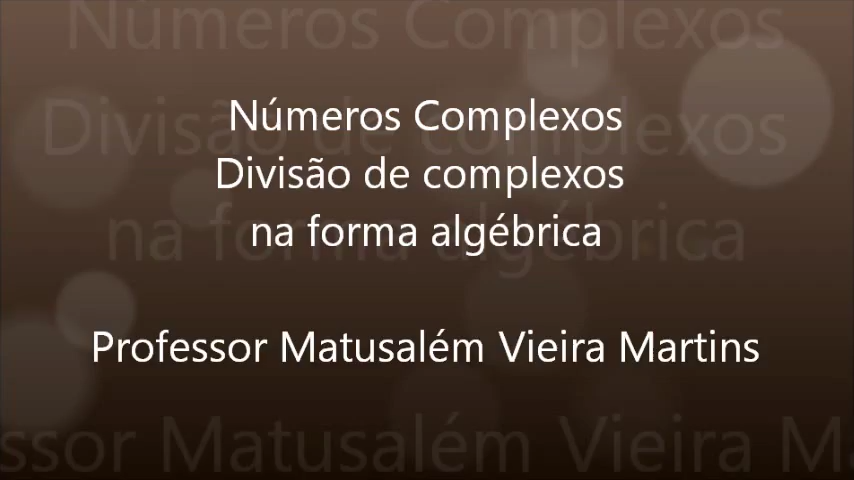 Números Complexos
Divisão de complexos
na forma algébrica
Professor Matusalém Vieira Martins